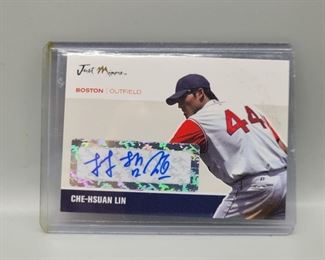 Just Minors
BOSTON | OUTFIELD
44
林哲瑄
CHE-HSUAN LIN